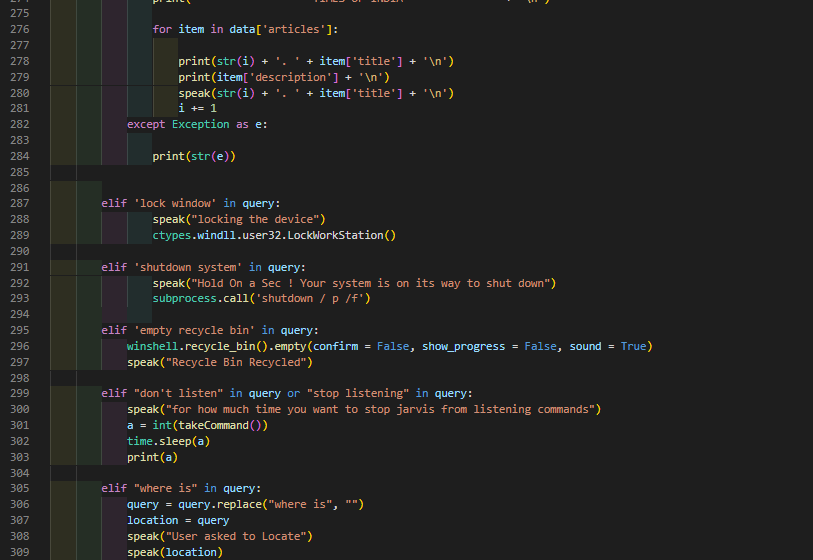 275
276 for item in data['articles']:
277
278 print(str(i) + '. ' + item['title'] + '\n')
279 print(item['description'] + '\n')
280 speak(str(i) + '. ' + item['title'] + '\n')
281 i += 1
282 except Exception as e:
283
284 print(str(e))
285
286
287 elif 'lock window' in query:
288 speak("locking the device")
289 ctypes.windll.user32.LockWorkStation()
290
291 elif 'shutdown system' in query:
292 speak("Hold On a Sec ! Your system is on its way to shut down")
293 subprocess.call('shutdown / p /f')
294
295 elif 'empty recycle bin' in query:
296 winshell.recycle_bin().empty(confirm = False, show_progress = False, sound = True)
297 speak("Recycle Bin Recycled")
298
299 elif "don't listen" in query or "stop listening" in query:
300 speak("for how much time you want to stop jarvis from listening commands")
301 a = int(takeCommand())
302 time.sleep(a)
303 print(a)
304
305 elif "where is" in query:
306 query = query.replace("where is", "")
307 location = query
308 speak("User asked to Locate")
309 speak(location)